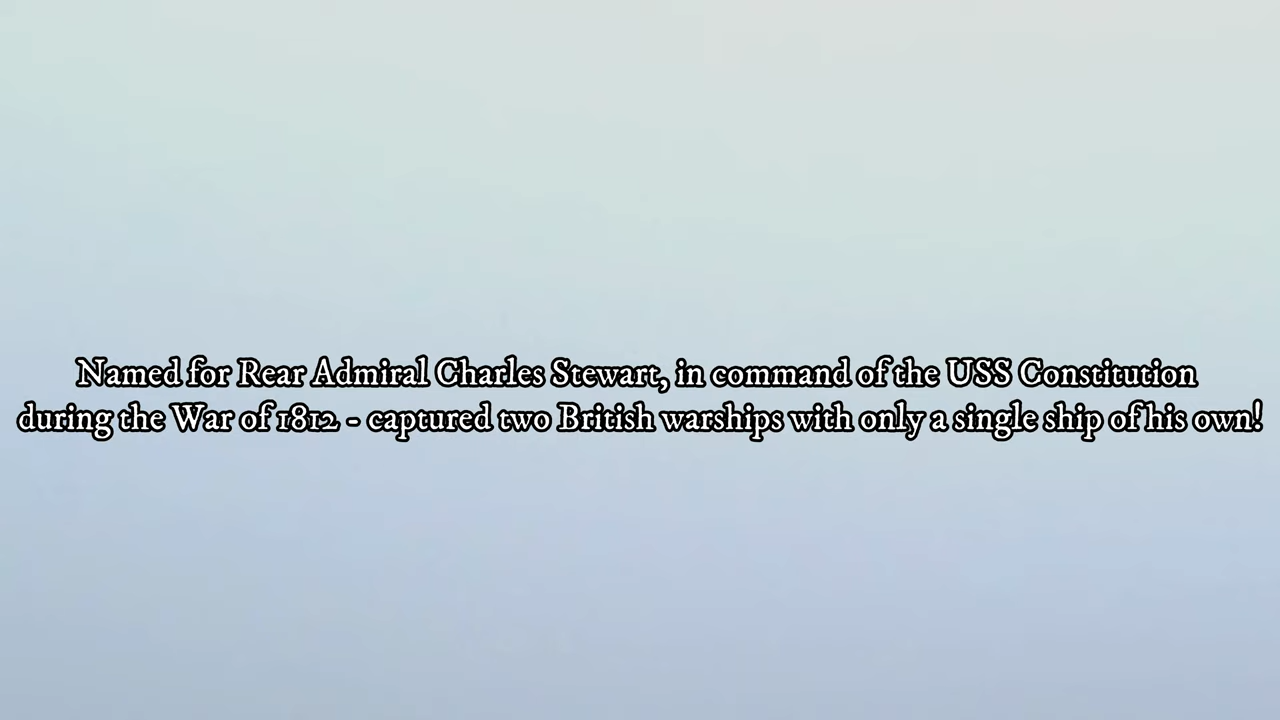 Named for Rear Admiral Charles Stewart, in command of the USS Constitution
during the War of 1812 - captured two British warships with only a single ship of his own!